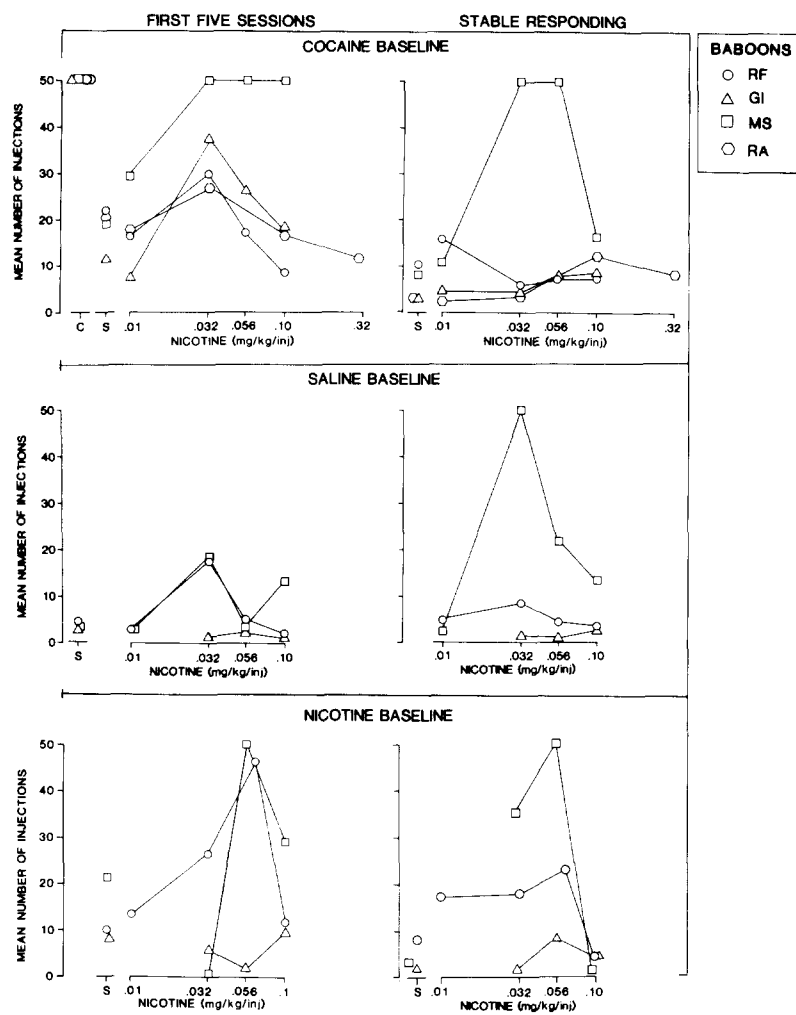 FIRST FIVE SESSIONS STABLE RESPONDING
COCAINE BASELINE
BABOONS
RF
GI
MS
RA
MEAN NUMBER OF INJECTIONS
50
40
30
20
10
0
C S .01 .032 .056 .10 .32
NICOTINE (mg/kg/inj)
S .01 .032 .056 .10 .32
NICOTINE (mg/kg/inj)
SALINE BASELINE
MEAN NUMBER OF INJECTIONS
50
40
30
20
10
0
S .01 .032 .056 .10
NICOTINE (mg/kg/inj)
S .01 .032 .056 .10
NICOTINE (mg/kg/inj)
NICOTINE BASELINE
MEAN NUMBER OF INJECTIONS
50
40
30
20
10
0
S .01 .032 .056 .1
NICOTINE (mg/kg/inj)
S .01 .032 .056 .10
NICOTINE (mg/kg/inj)